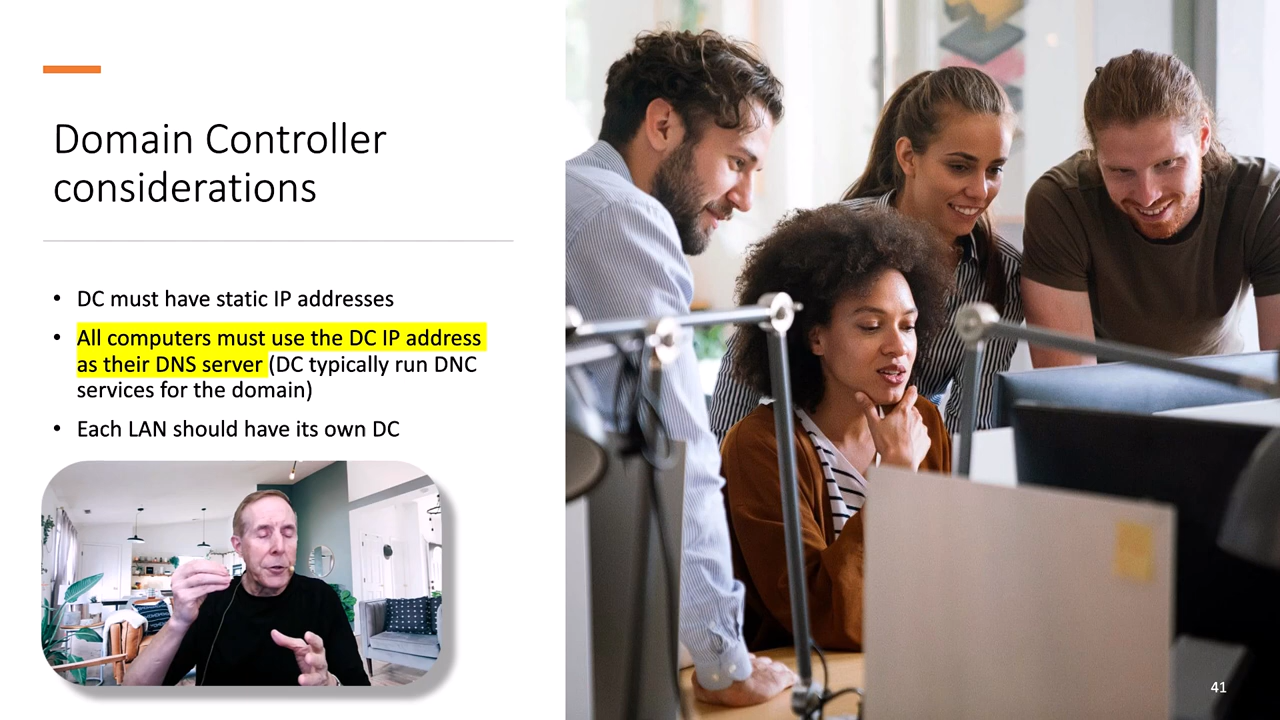 Domain Controller
considerations
• DC must have static IP addresses
• All computers must use the DC IP address
as their DNS server (DC typically run DNC
services for the domain)
• Each LAN should have its own DC
41